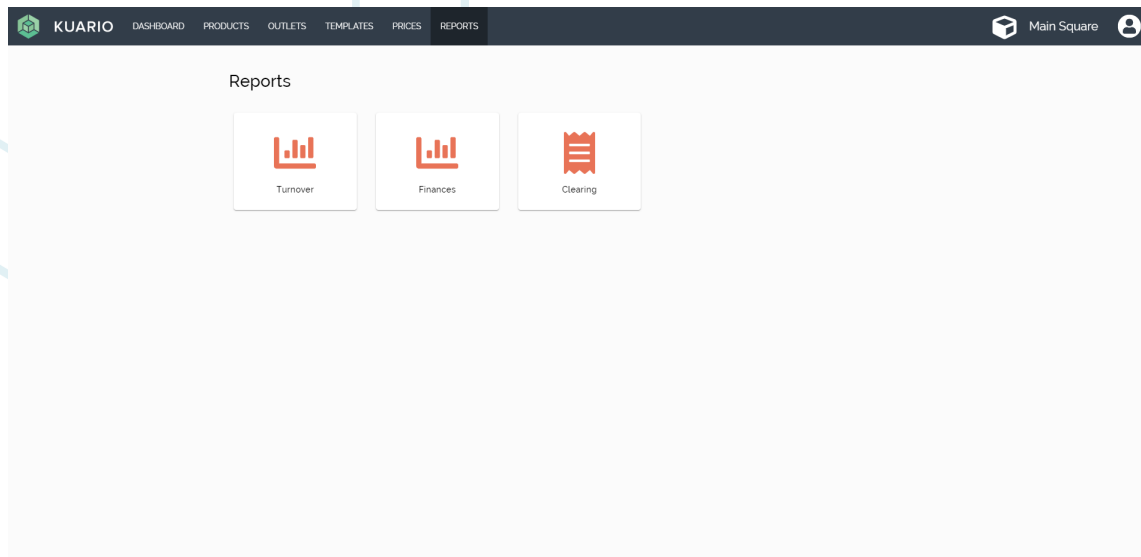 KUARIO DASHBOARD PRODUCTS OUTLETS TEMPLATES PRICES REPORTS Main Square
Reports
Turnover Finances Clearing